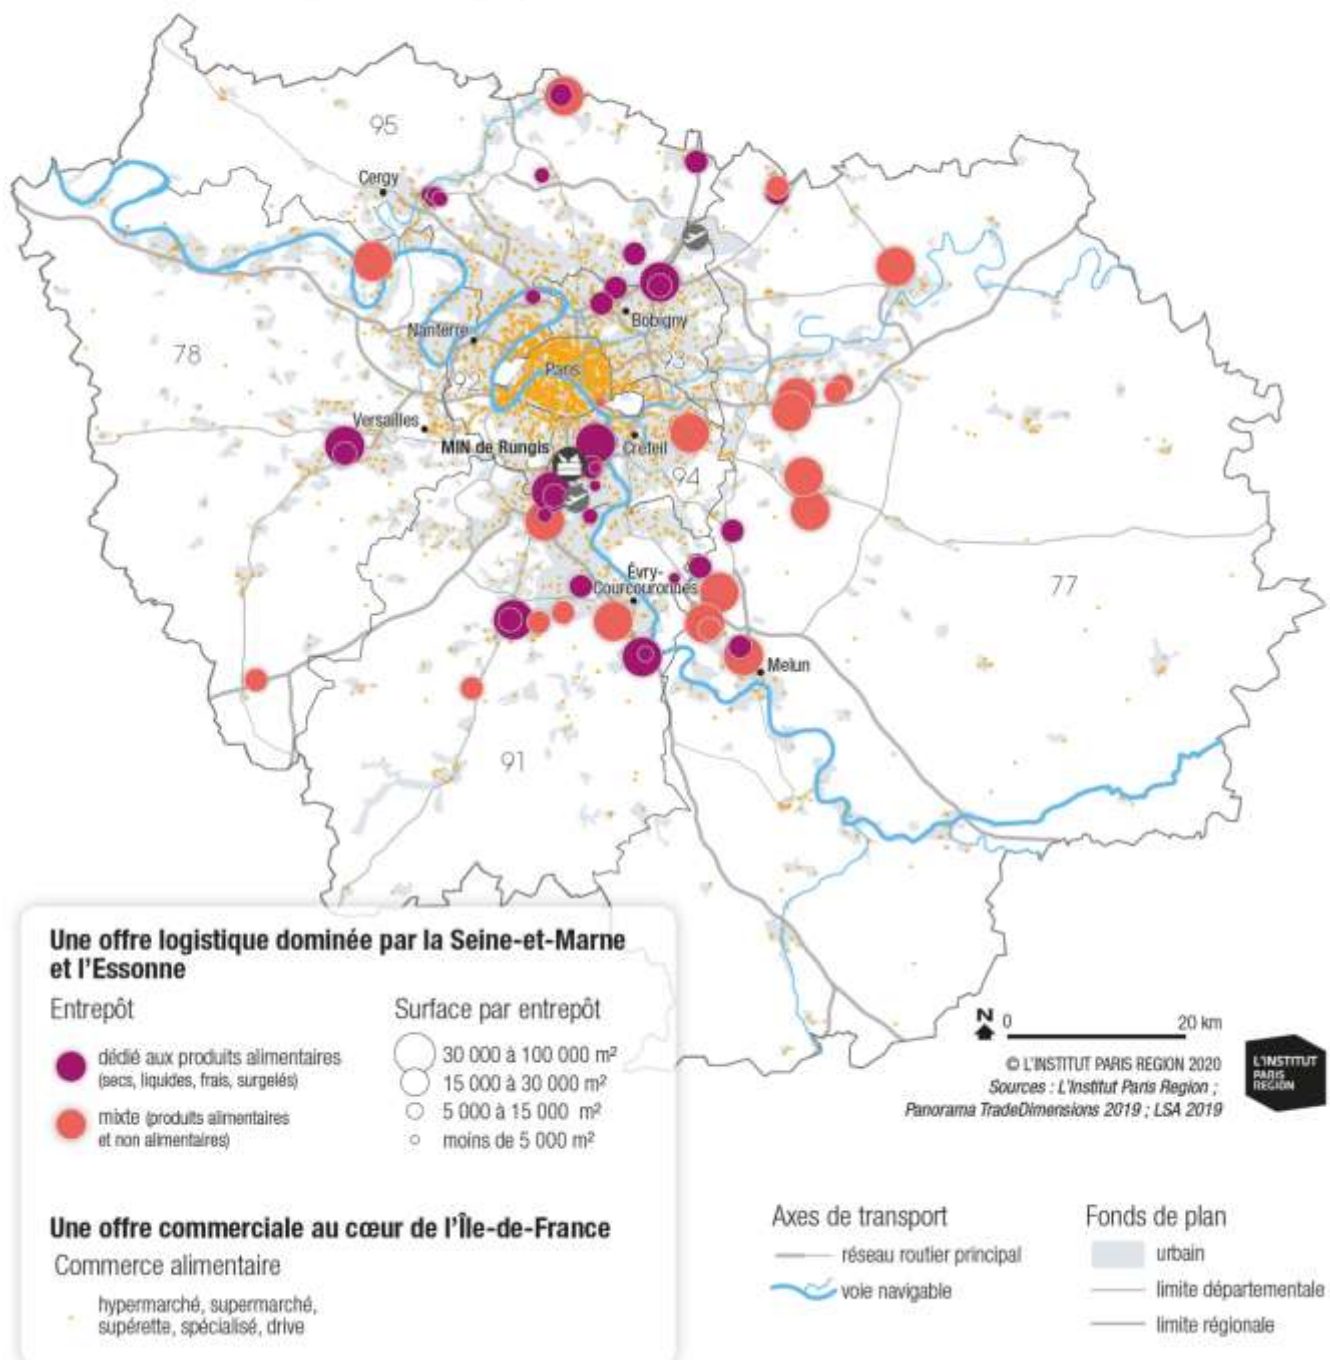 95
Cergy
Nanterre
Bobigny
78
92
Paris
93
Versailles
MIN de Rungis
Créteil
94
Évry-
Courcouronnes
77
Melun
91
Une offre logistique dominée par la Seine-et-Marne
et l'Essonne
Entrepôt
dédié aux produits alimentaires
(secs, liquides, frais, surgelés)
mixte (produits alimentaires
et non alimentaires)
Surface par entrepôt
30 000 à 100 000 m²
15 000 à 30 000 m²
5 000 à 15 000 m²
moins de 5 000 m²
Une offre commerciale au cœur de l'Île-de-France
Commerce alimentaire
hypermarché, supermarché,
supérette, spécialisé, drive
N 0 20 km
© L'INSTITUT PARIS REGION 2020
Sources : L'Institut Paris Region ;
Panorama TradeDimensions 2019 ; LSA 2019
L'INSTITUT
PARIS
REGION
Axes de transport
réseau routier principal
voie navigable
Fonds de plan
urbain
limite départementale
limite régionale